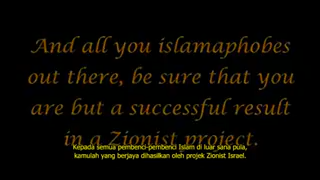 And all you islamaphobes
out there, be sure that you
are but a successful result
in a Zionist project.
Kepada semua pembenci-pembenci Islam di luar sana pula,
kamulah yang berjaya dihasilkan oleh projek Zionist Israel.